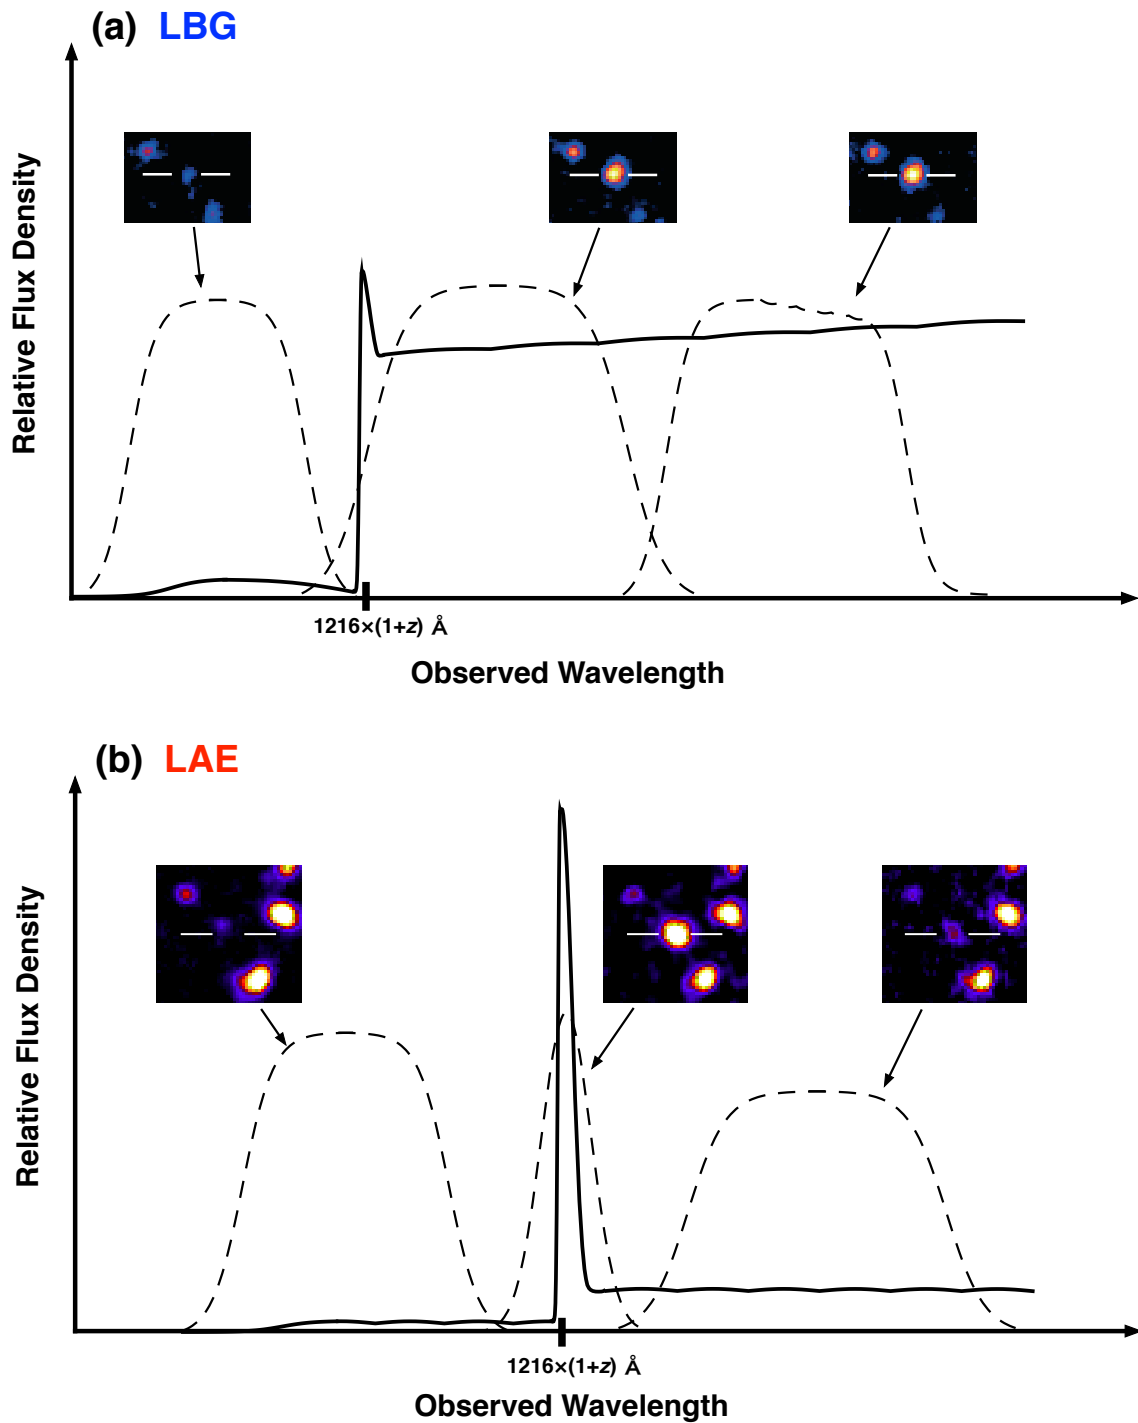 (a) LBG
Relative Flux Density
1216×(1+z) Å
Observed Wavelength
(b) LAE
Relative Flux Density
1216×(1+z) Å
Observed Wavelength